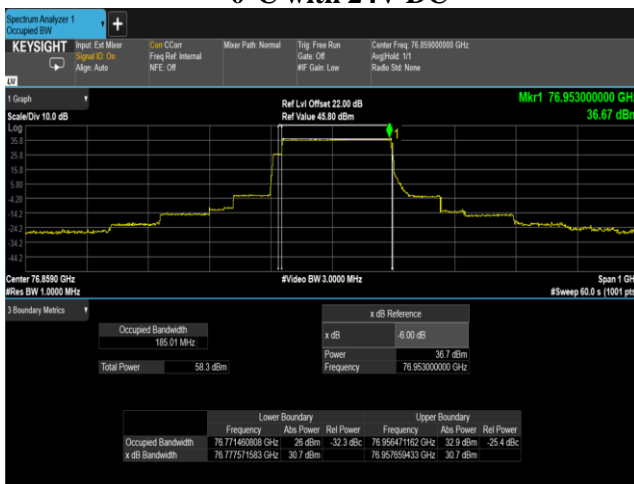 0°C with 24V DC
Spectrum Analyzer 1
Occupied BW
+
KEYSIGHT Input: Ext Mixer Corr CCorr Mixer Path: Normal Trig: Free Run Center Freq: 76.859000 GHz
Signal ID: On Freq Ref: Internal Gate: Off Avg|Hold: 1/1
Align: Auto NFE: Off #IF Gain: Low Radio Std: None
LXI
1 Graph Ref Lvl Offset 22.00 dB Mkr1 76.953000000 GHz
Scale/Div 10.0 dB Ref Value 45.80 dBm 36.67 dBm
Log
1
35.8
25.8
15.8
5.80
-4.20
-14.2
-24.2
-34.2
-44.2
Center 76.8590 GHz #Video BW 3.0000 MHz Span 1 GH
#Res BW 1.0000 MHz #Sweep 60.0 s (1001 pts
3 Boundary Metrics
x dB Reference
Occupied Bandwidth x dB -6.00 dB
185.01 MHz
Power 36.7 dBm
Total Power 58.3 dBm Frequency 76.953000000 GHz
Lower Boundary Upper Boundary
Frequency Abs Power Rel Power Frequency Abs Power Rel Power
Occupied Bandwidth 76.771460808 GHz 26 dBm -32.3 dBc 76.956471162 GHz 32.9 dBm -25.4 dBc
x dB Bandwidth 76.777571583 GHz 30.7 dBm 76.957659433 GHz 30.7 dBm